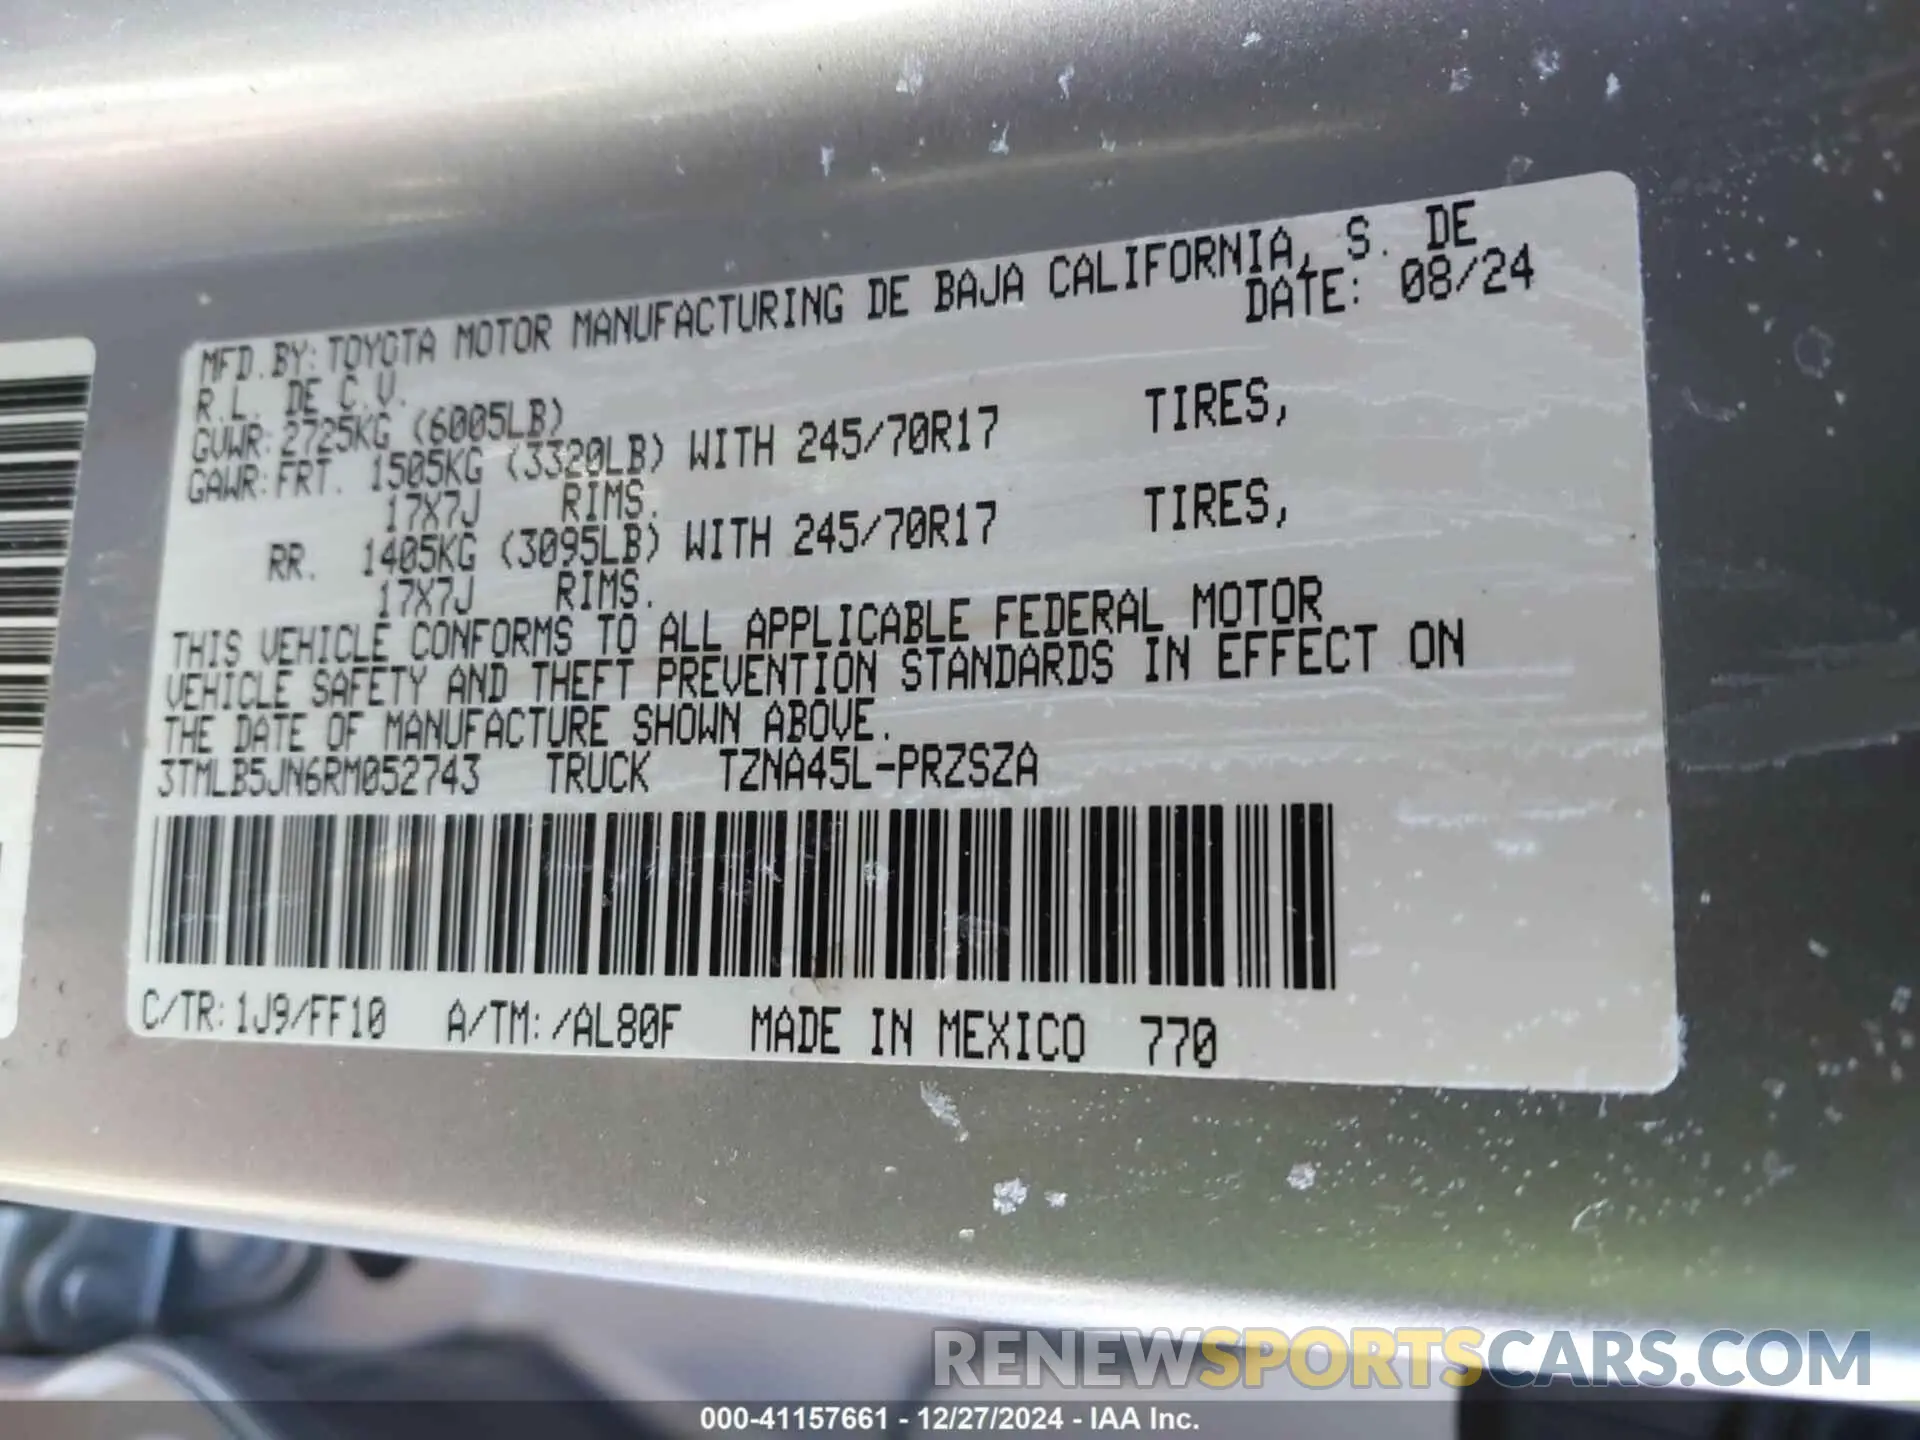 MFD.BY:TOYOTA MOTOR MANUFACTURING DE BAJA CALIFORNIA, S. DE
R.L. DE C.V. DATE: 08/24
GVWR:2725KG (6005LB)
GAWR:FRT. 1505KG (3320LB) WITH 245/70R17 TIRES,
17X7J RIMS.
RR. 1405KG (3095LB) WITH 245/70R17 TIRES,
17X7J RIMS.
THIS VEHICLE CONFORMS TO ALL APPLICABLE FEDERAL MOTOR
VEHICLE SAFETY AND THEFT PREVENTION STANDARDS IN EFFECT ON
THE DATE OF MANUFACTURE SHOWN ABOVE.
3TMLB5JN6RM052743 TRUCK TZNA45L-PRZSZA
C/TR:1J9/FF10 A/TM:/AL80F MADE IN MEXICO 770
RENEWSPORTSCARS.COM
000-41157661 - 12/27/2024 - IAA Inc.